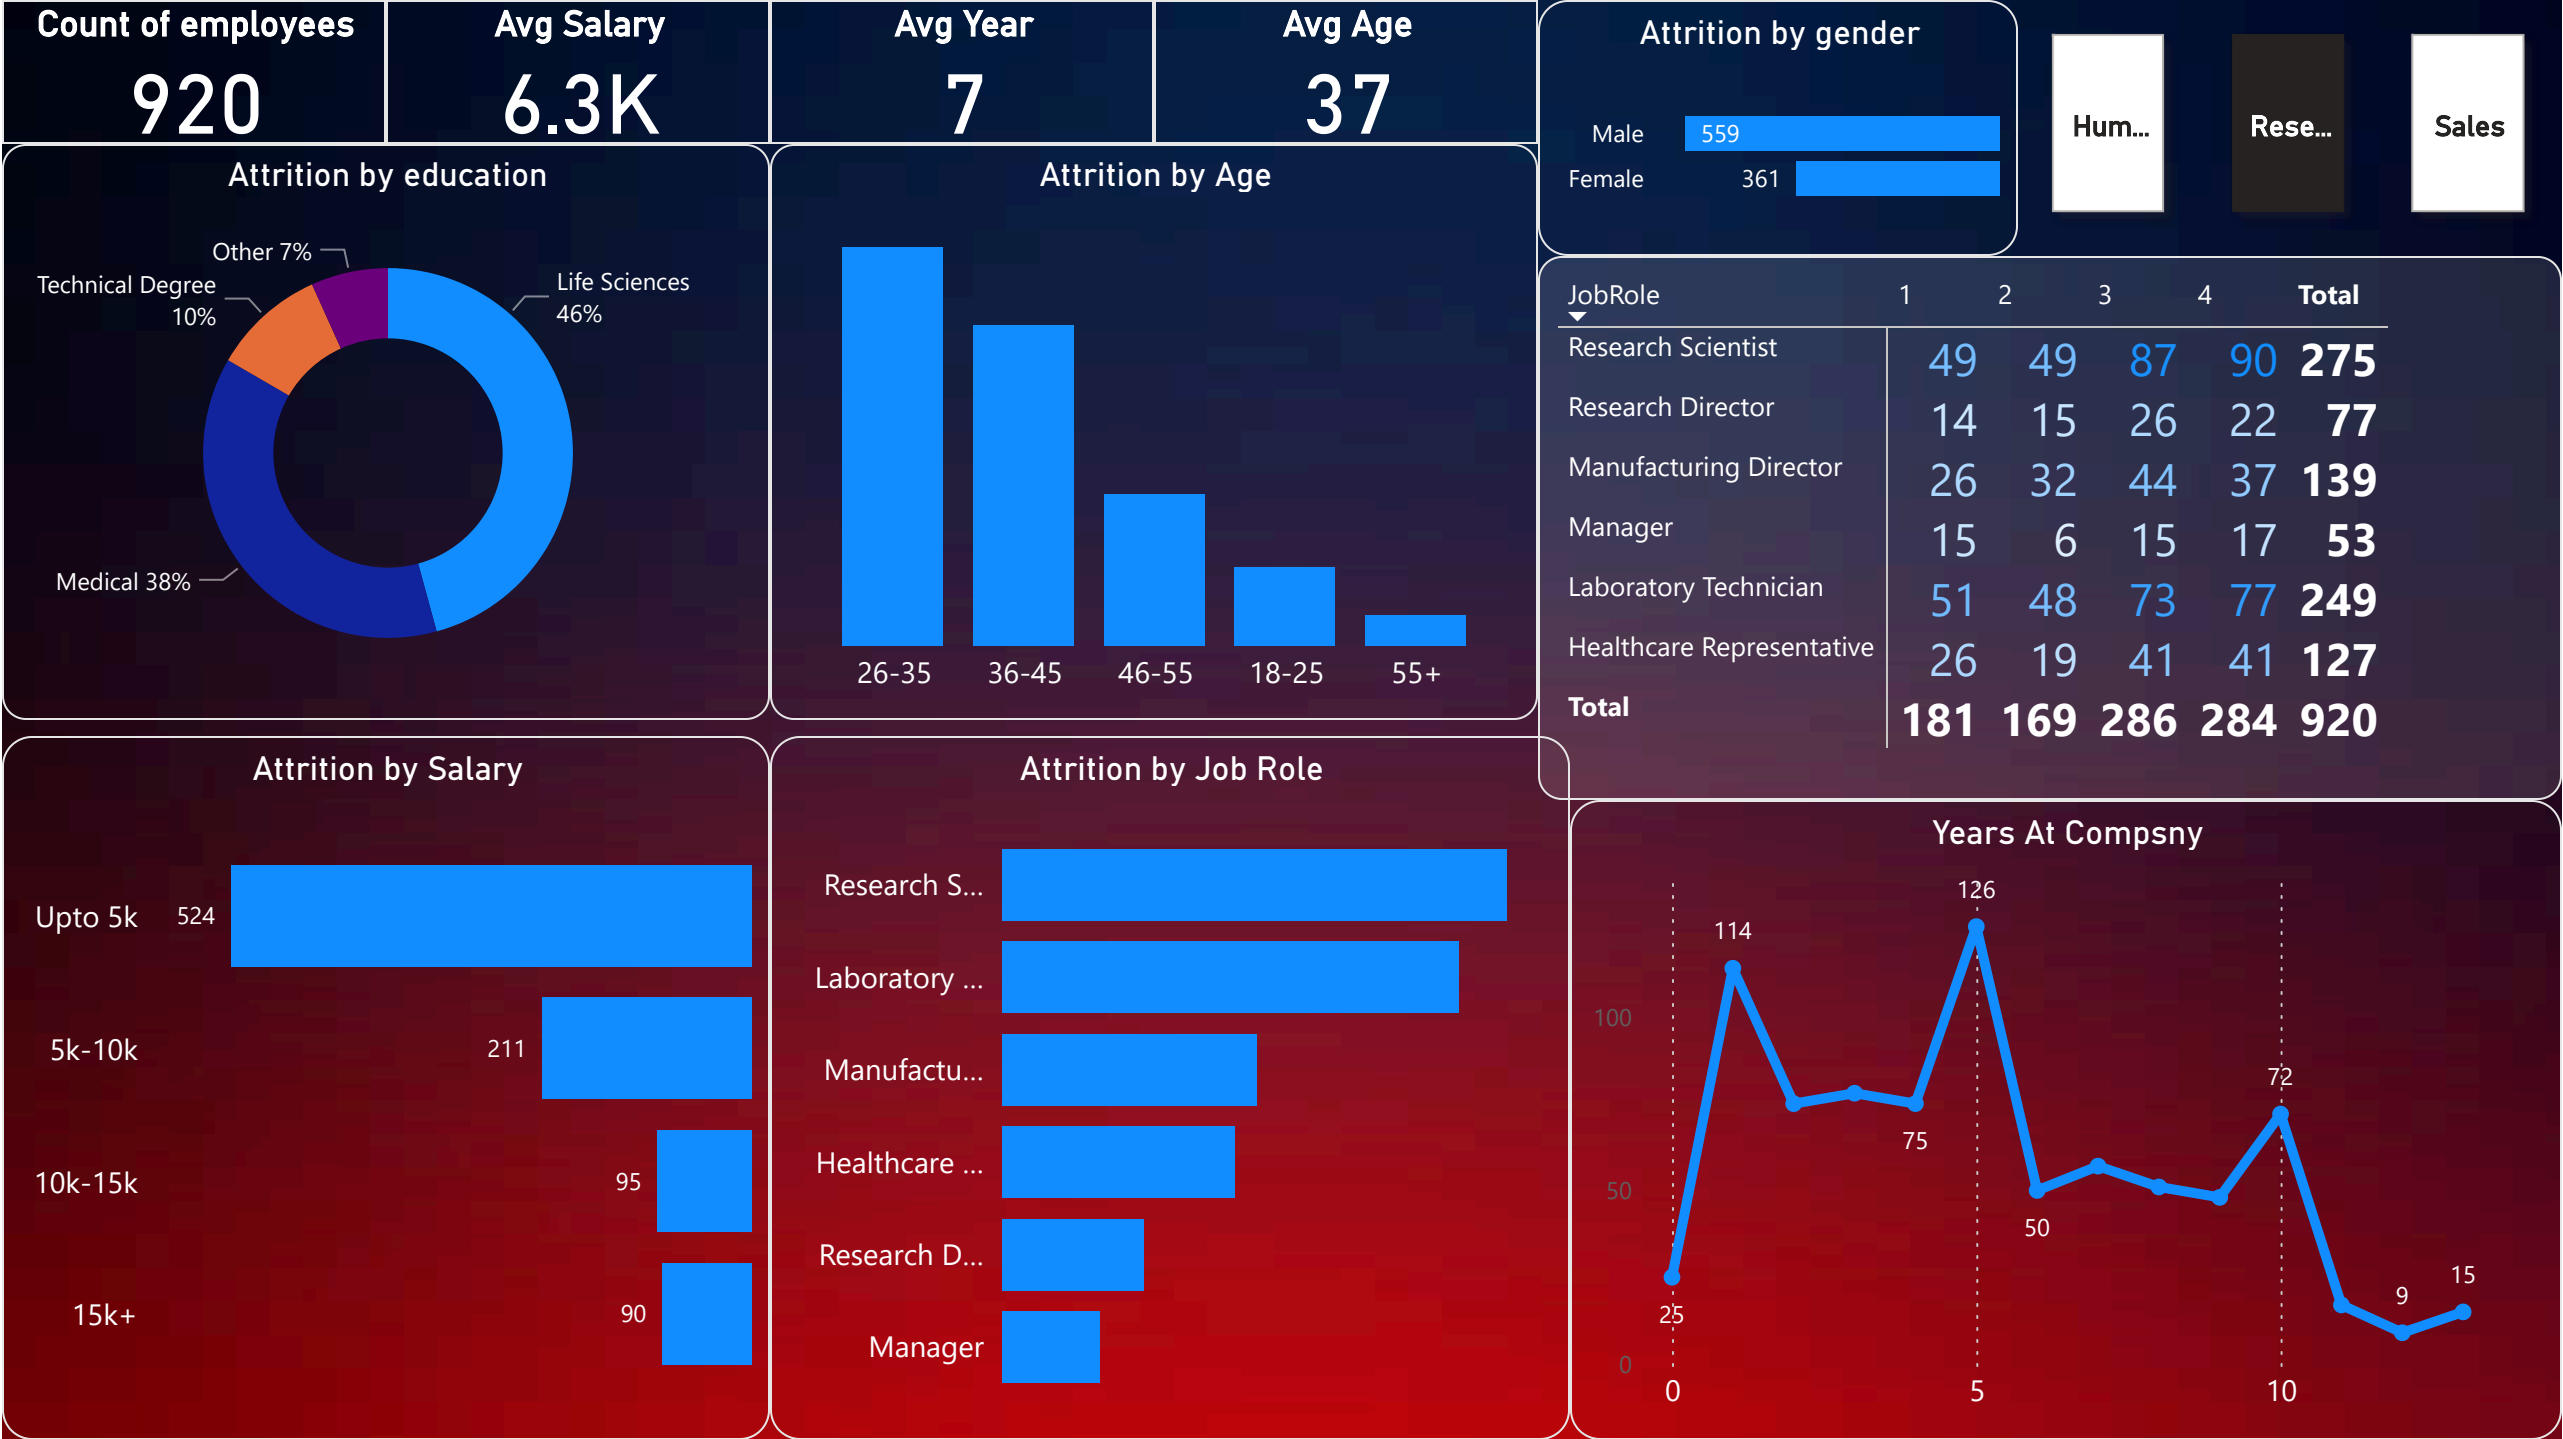 Count of employees
920
Avg Salary
6.3K
Avg Year
7
Avg Age
37
Attrition by gender
Male 559
Female 361
Hum...
Rese...
Sales
Attrition by education
Other 7%
Technical Degree
10%
Life Sciences
46%
Medical 38%
Attrition by Age
26-35 36-45 46-55 18-25 55+
JobRole 1 2 3 4 Total
Research Scientist 49 49 87 90 275
Research Director 14 15 26 22 77
Manufacturing Director 26 32 44 37 139
Manager 15 6 15 17 53
Laboratory Technician 51 48 73 77 249
Healthcare Representative 26 19 41 41 127
Total 181 169 286 284 920
Attrition by Salary
Upto 5k 524
5k-10k 211
10k-15k 95
15k+ 90
Attrition by Job Role
Research S...
Laboratory ...
Manufactu...
Healthcare ...
Research D...
Manager
Years At Compsny
126
114
100
72
75
50
50
15
9
25
0
0 5 10